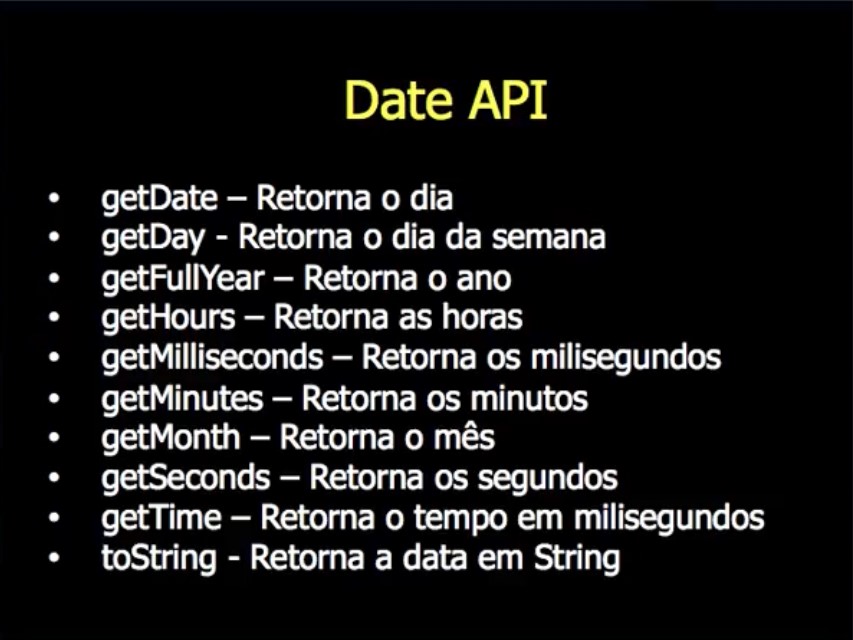 Date API
• getDate – Retorna o dia
• getDay - Retorna o dia da semana
• getFullYear – Retorna o ano
• getHours – Retorna as horas
• getMilliseconds – Retorna os milisegundos
• getMinutes – Retorna os minutos
• getMonth – Retorna o mês
• getSeconds – Retorna os segundos
• getTime – Retorna o tempo em milisegundos
• toString - Retorna a data em String